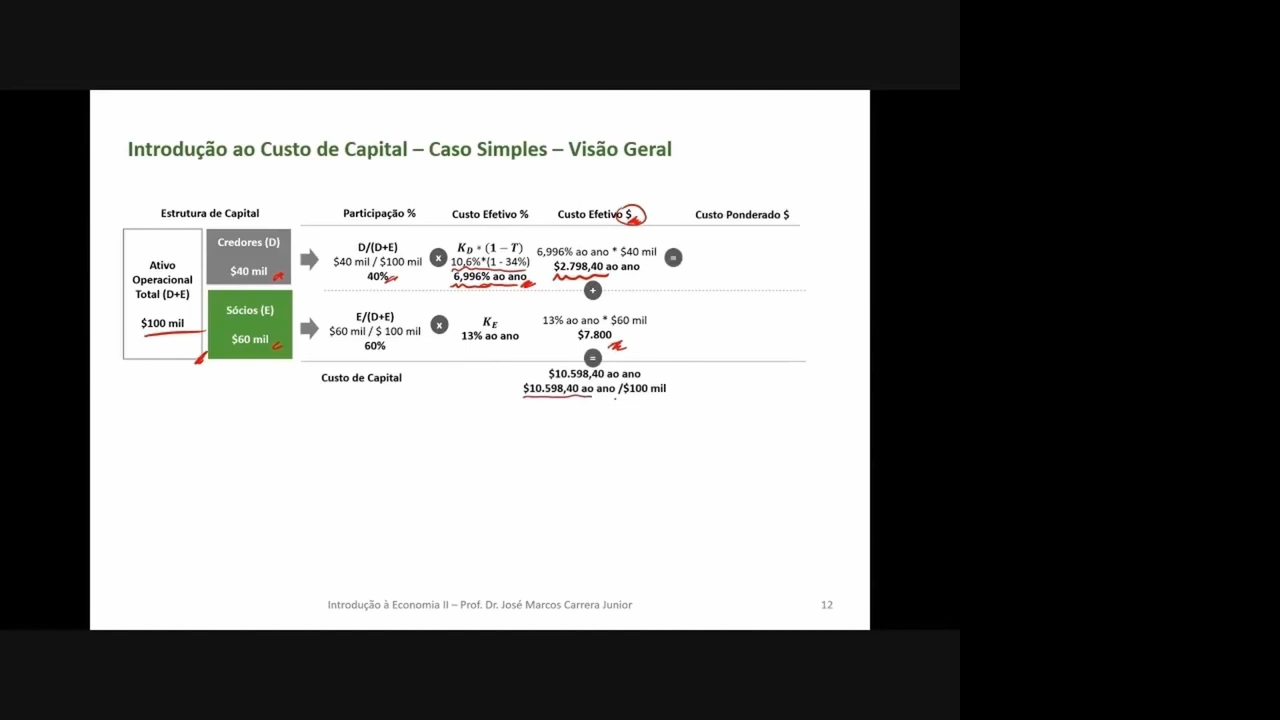 Introdução ao Custo de Capital – Caso Simples – Visão Geral
Estrutura de Capital
Participação %
Custo Efetivo %
Custo Efetivo $
Custo Ponderado $
Ativo
Operacional
Total (D+E)
$100 mil
Credores (D)
$40 mil
Sócios (E)
$60 mil
D/(D+E)
$40 mil / $100 mil
40%
x
K_D * (1 − T)
10,6%*(1 - 34%)
6,996% ao ano
6,996% ao ano * $40 mil
$2.798,40 ao ano
=
+
E/(D+E)
$60 mil / $ 100 mil
60%
x
K_E
13% ao ano
13% ao ano * $60 mil
$7.800
=
Custo de Capital
$10.598,40 ao ano
$10.598,40 ao ano /$100 mil
Introdução à Economia II – Prof. Dr. José Marcos Carrera Junior
12